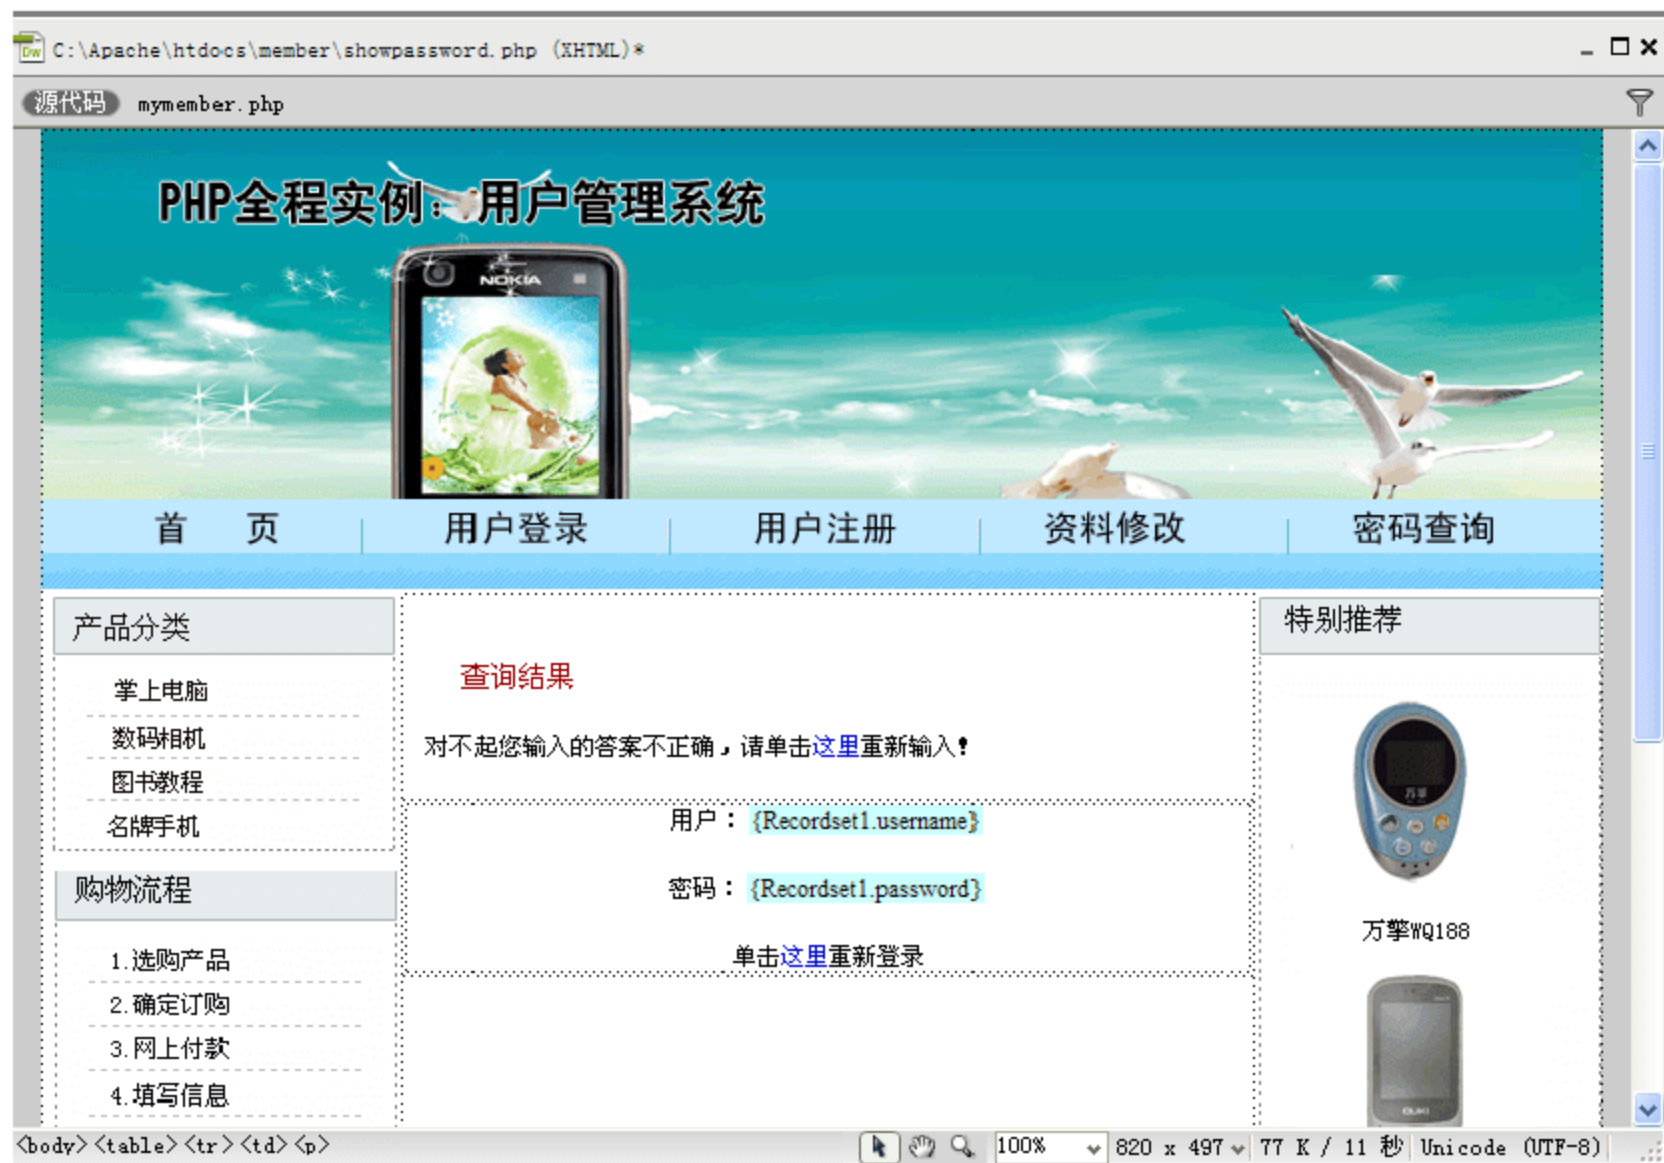 C:\Apache\htdocs\member\showpassword.php (XHTML)*
源代码 mymember.php
PHP全程实例：用户管理系统
NOKIA
首 页 用户登录 用户注册 资料修改 密码查询
产品分类
掌上电脑
数码相机
图书教程
名牌手机
购物流程
1.选购产品
2.确定订购
3.网上付款
4.填写信息
查询结果
对不起您输入的答案不正确，请单击这里重新输入！
用户： {Recordset1.username}
密码： {Recordset1.password}
单击这里重新登录
特别推荐
万擎
万擎WQ188
<body> <table> <tr> <td> <p> 100% 820 x 497 77 K / 11 秒 Unicode (UTF-8)